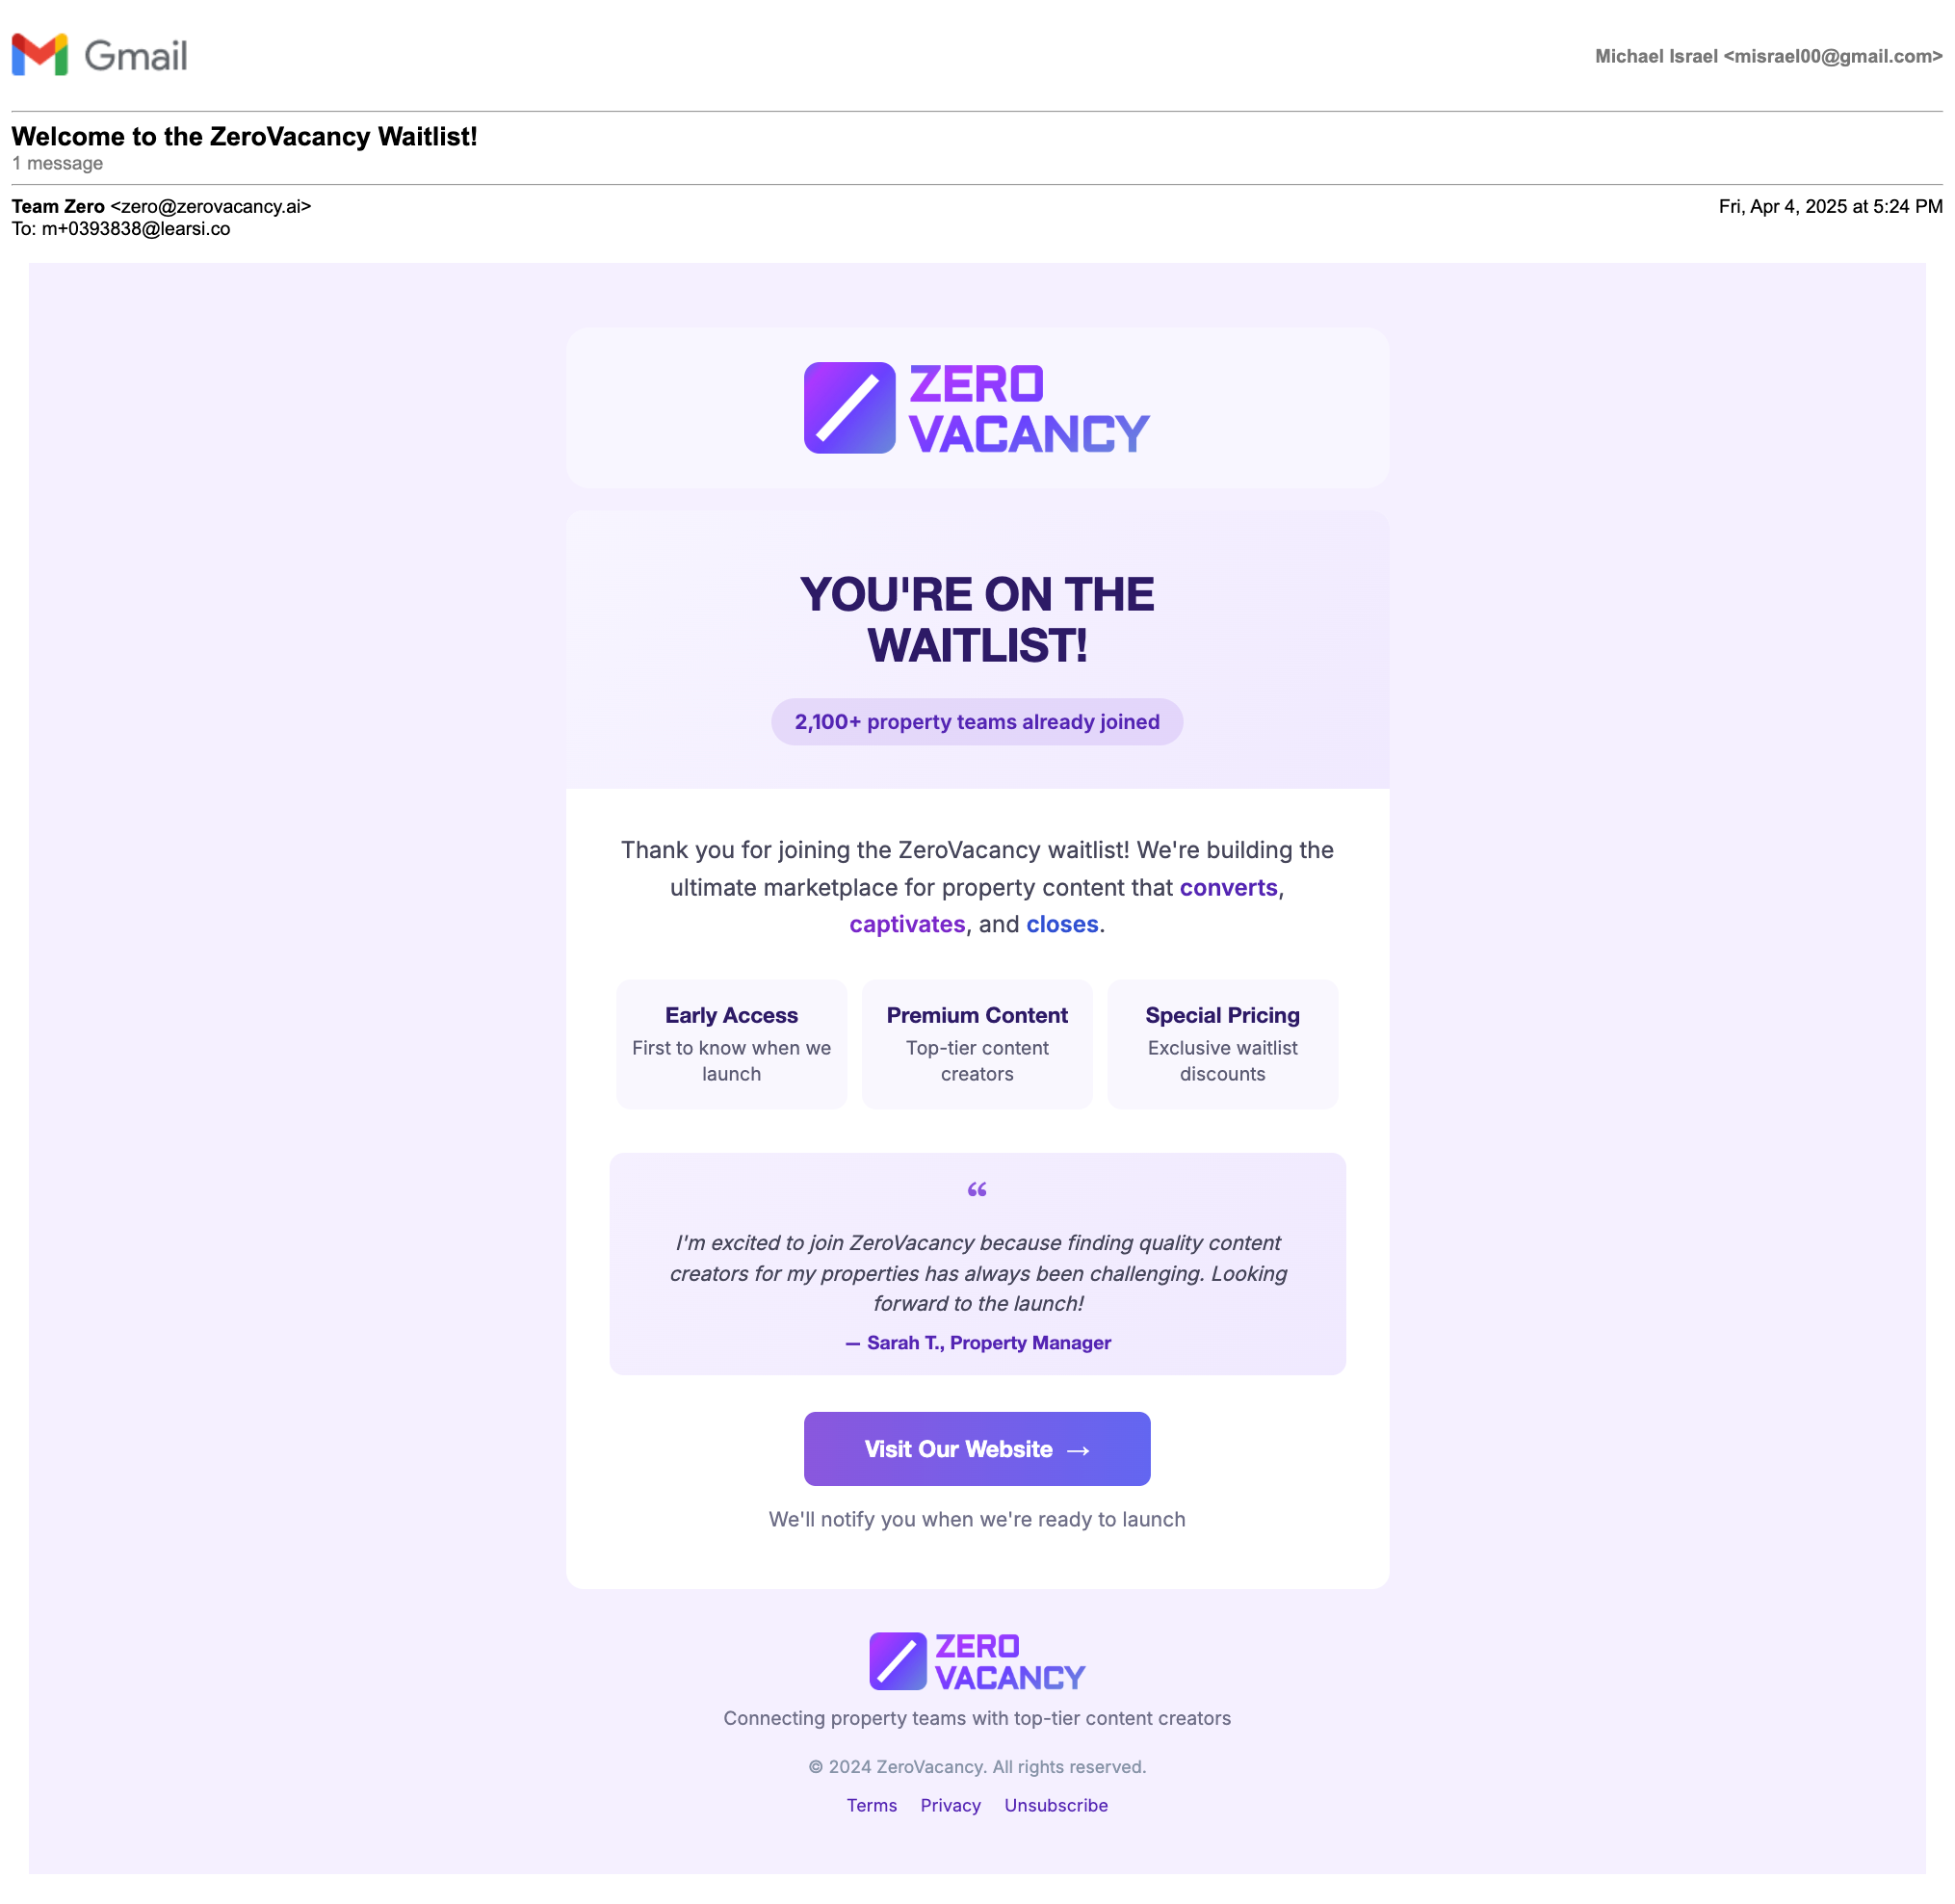 Gmail
Michael Israel <misrael00@gmail.com>
Welcome to the ZeroVacancy Waitlist!
1 message
Team Zero <zero@zerovacancy.ai>
Fri, Apr 4, 2025 at 5:24 PM
To: m+0393838@learsi.co
ZERO
VACANCY
YOU'RE ON THE
WAITLIST!
2,100+ property teams already joined
Thank you for joining the ZeroVacancy waitlist! We're building the
ultimate marketplace for property content that converts,
captivates, and closes.
Early Access
First to know when we
launch
Premium Content
Top-tier content
creators
Special Pricing
Exclusive waitlist
discounts
“
I'm excited to join ZeroVacancy because finding quality content
creators for my properties has always been challenging. Looking
forward to the launch!
— Sarah T., Property Manager
Visit Our Website →
We'll notify you when we're ready to launch
ZERO
VACANCY
Connecting property teams with top-tier content creators
© 2024 ZeroVacancy. All rights reserved.
Terms Privacy Unsubscribe